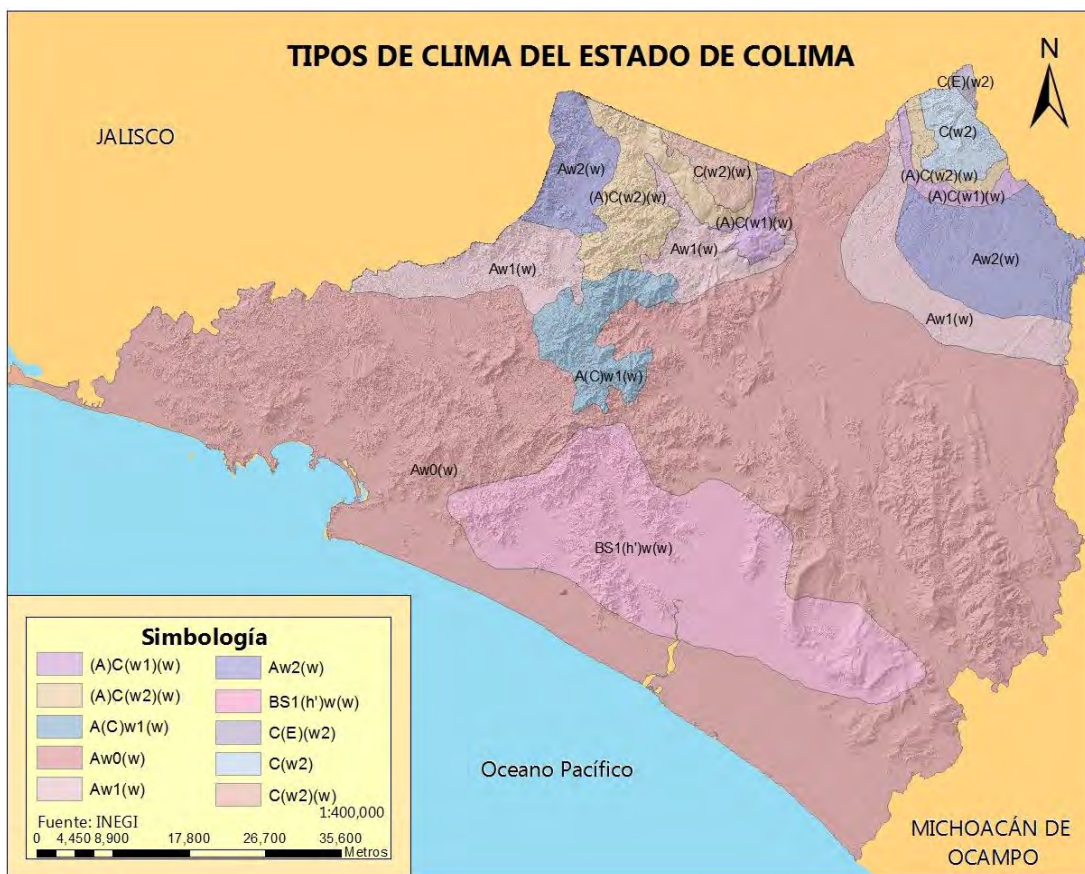 TIPOS DE CLIMA DEL ESTADO DE COLIMA
N
JALISCO
C(E)(w2)
C(w2)
Aw2(w)
C(w2)(w)
(A)C(w2)(w)
(A)C(w2)(w)
(A)C(w1)(w)
(A)C(w1)(w)
Aw1(w)
Aw1(w)
Aw2(w)
Aw1(w)
A(C)w1(w)
Aw0(w)
BS1(h')w(w)
Oceano Pacífico
MICHOACÁN DE
OCAMPO
Simbología
(A)C(w1)(w)
(A)C(w2)(w)
A(C)w1(w)
Aw0(w)
Aw1(w)
Aw2(w)
BS1(h')w(w)
C(E)(w2)
C(w2)
C(w2)(w)
1:400,000
Fuente: INEGI
0 4,450 8,900 17,800 26,700 35,600
Metros